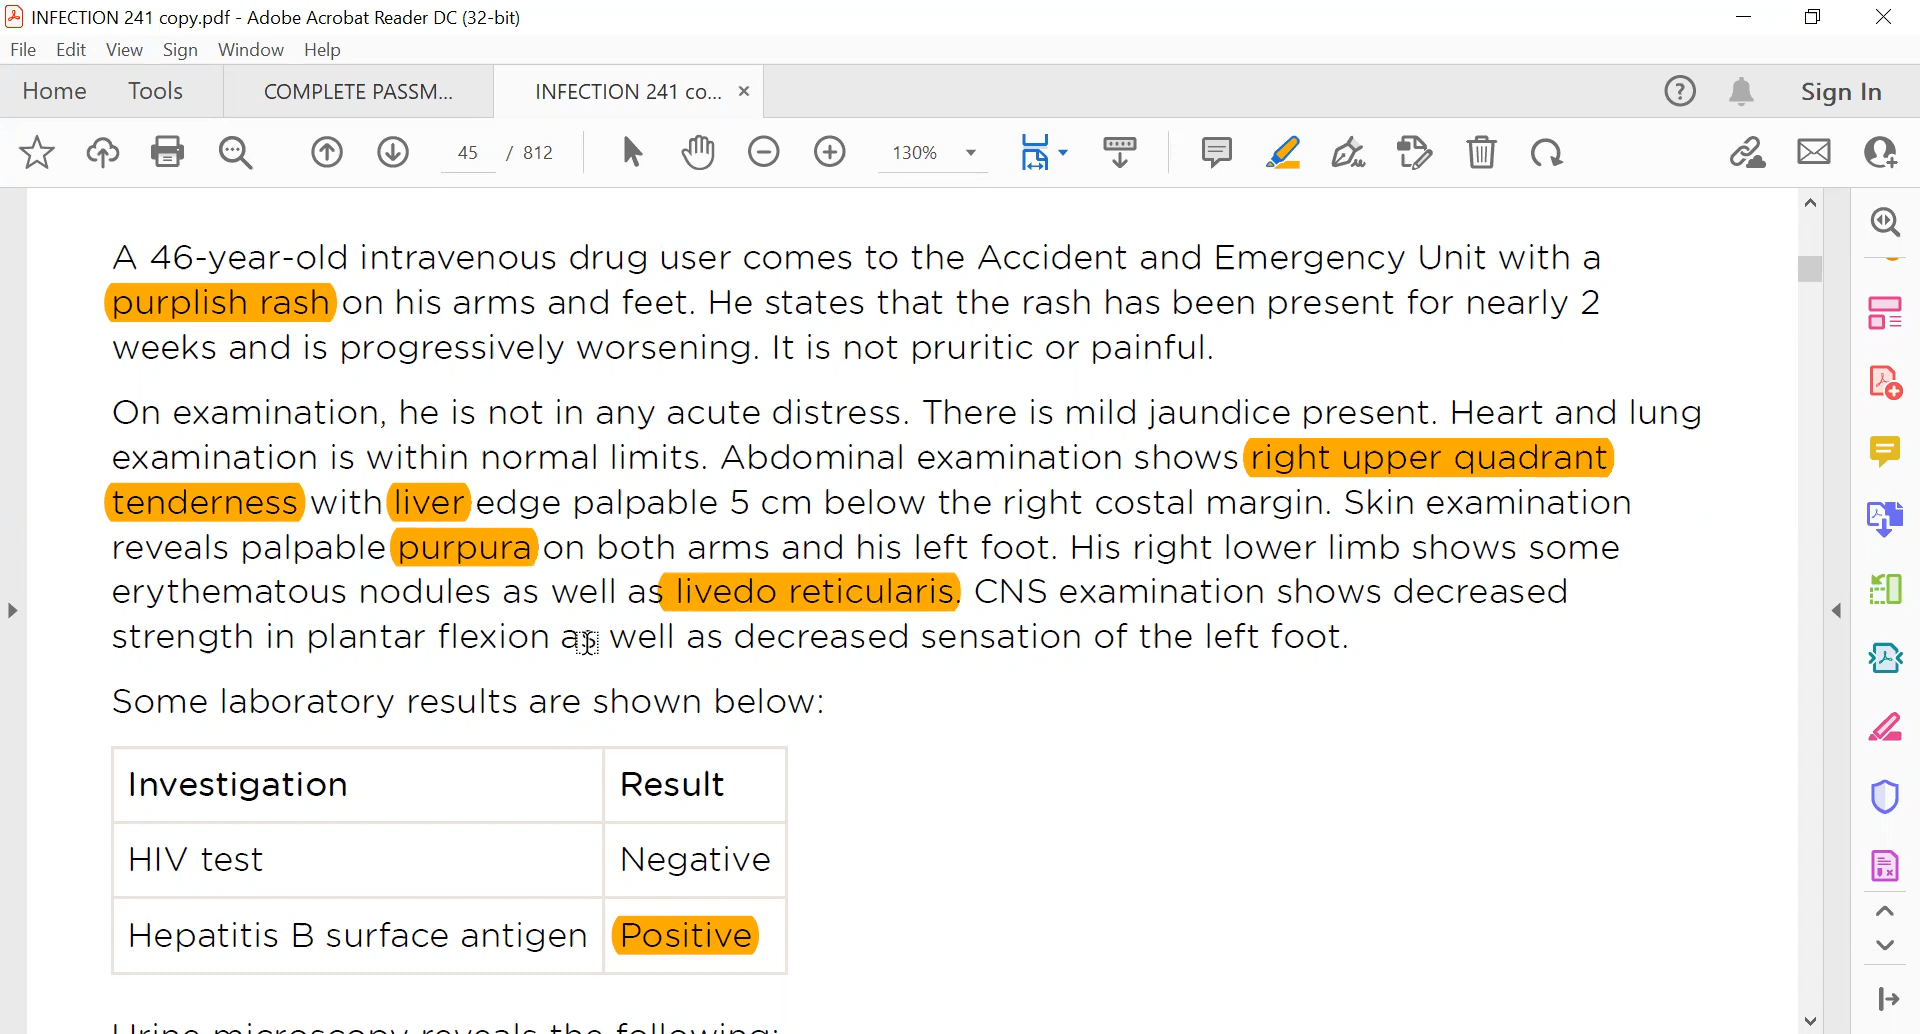 INFECTION 241 copy.pdf - Adobe Acrobat Reader DC (32-bit)
File Edit View Sign Window Help
Home Tools COMPLETE PASSM... INFECTION 241 co... × Sign In
45 / 812 130%
A 46-year-old intravenous drug user comes to the Accident and Emergency Unit with a
purplish rash on his arms and feet. He states that the rash has been present for nearly 2
weeks and is progressively worsening. It is not pruritic or painful.
On examination, he is not in any acute distress. There is mild jaundice present. Heart and lung
examination is within normal limits. Abdominal examination shows right upper quadrant
tenderness with liver edge palpable 5 cm below the right costal margin. Skin examination
reveals palpable purpura on both arms and his left foot. His right lower limb shows some
erythematous nodules as well as livedo reticularis. CNS examination shows decreased
strength in plantar flexion as well as decreased sensation of the left foot.
Some laboratory results are shown below:
Investigation Result
HIV test Negative
Hepatitis B surface antigen Positive
Urine microscopy reveals the following: